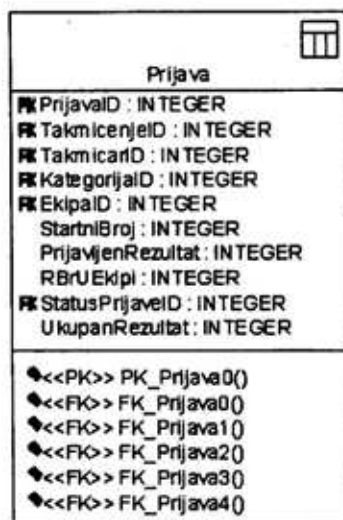 Prijava
PK PrijavaID : INTEGER
FK TakmicenjeID : INTEGER
FK TakmicarID : INTEGER
FK KategorijaID : INTEGER
FK EkipaID : INTEGER
StartniBroj : INTEGER
PrijavljenRezultat : INTEGER
RBrUEkipi : INTEGER
FK StatusPrijaveID : INTEGER
UkupanRezultat : INTEGER
<<PK>> PK_Prijava0()
<<FK>> FK_Prijava0()
<<FK>> FK_Prijava1()
<<FK>> FK_Prijava2()
<<FK>> FK_Prijava3()
<<FK>> FK_Prijava4()